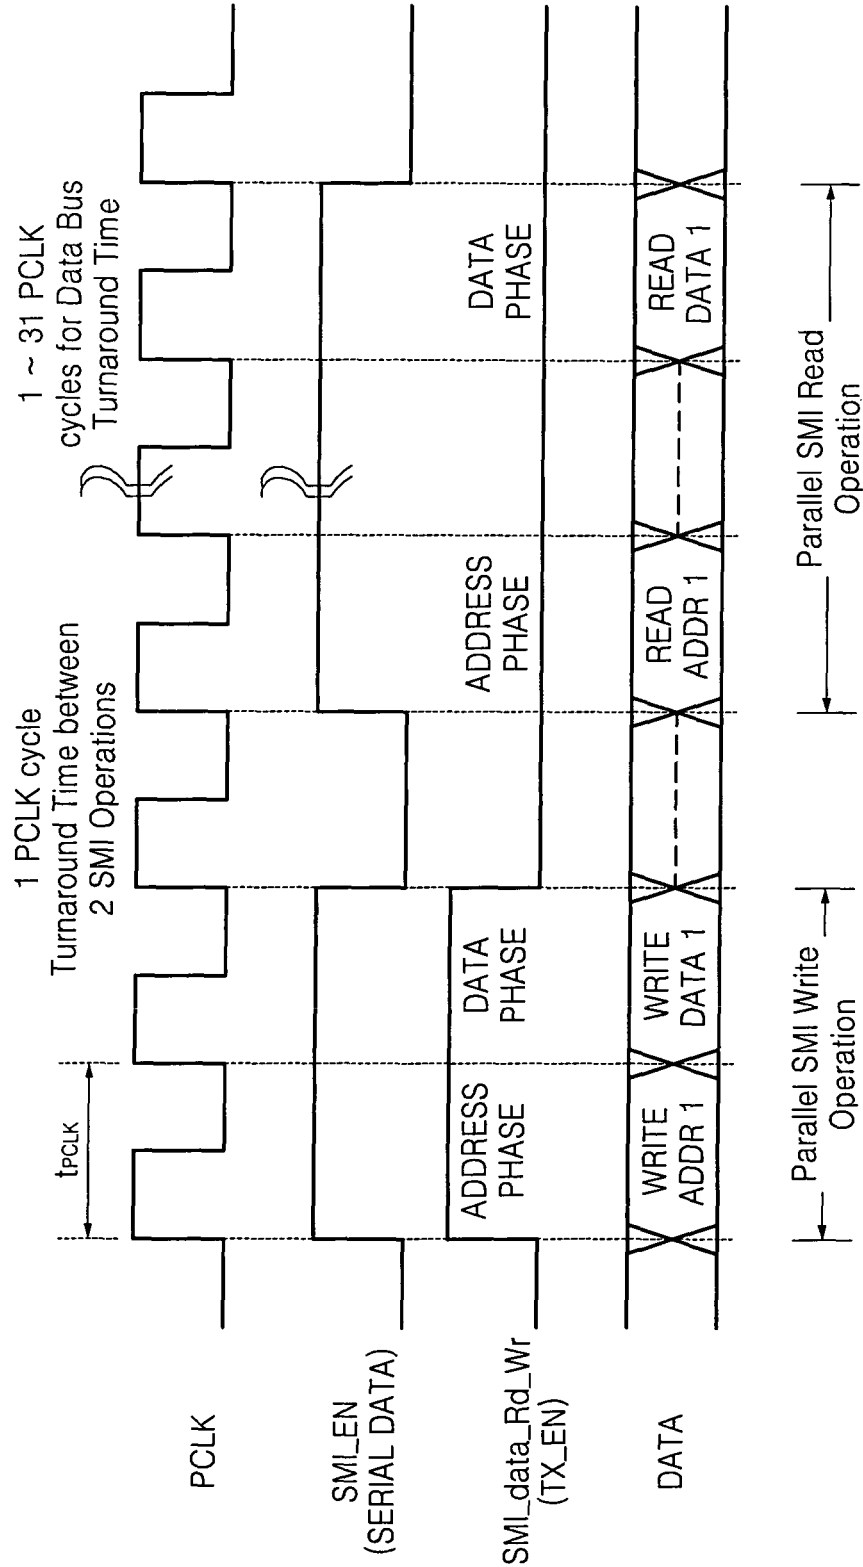 1 PCLK cycle
Turnaround Time between
2 SMI Operations
1 ~ 31 PCLK
cycles for Data Bus
Turnaround Time
tPCLK
PCLK
SMI_EN
(SERIAL DATA)
SMI_data_Rd_Wr
(TX_EN)
ADDRESS
PHASE
DATA
PHASE
ADDRESS
PHASE
DATA
PHASE
DATA
WRITE
ADDR 1
WRITE
DATA 1
READ
ADDR 1
READ
DATA 1
Parallel SMI Write
Operation
Parallel SMI Read
Operation